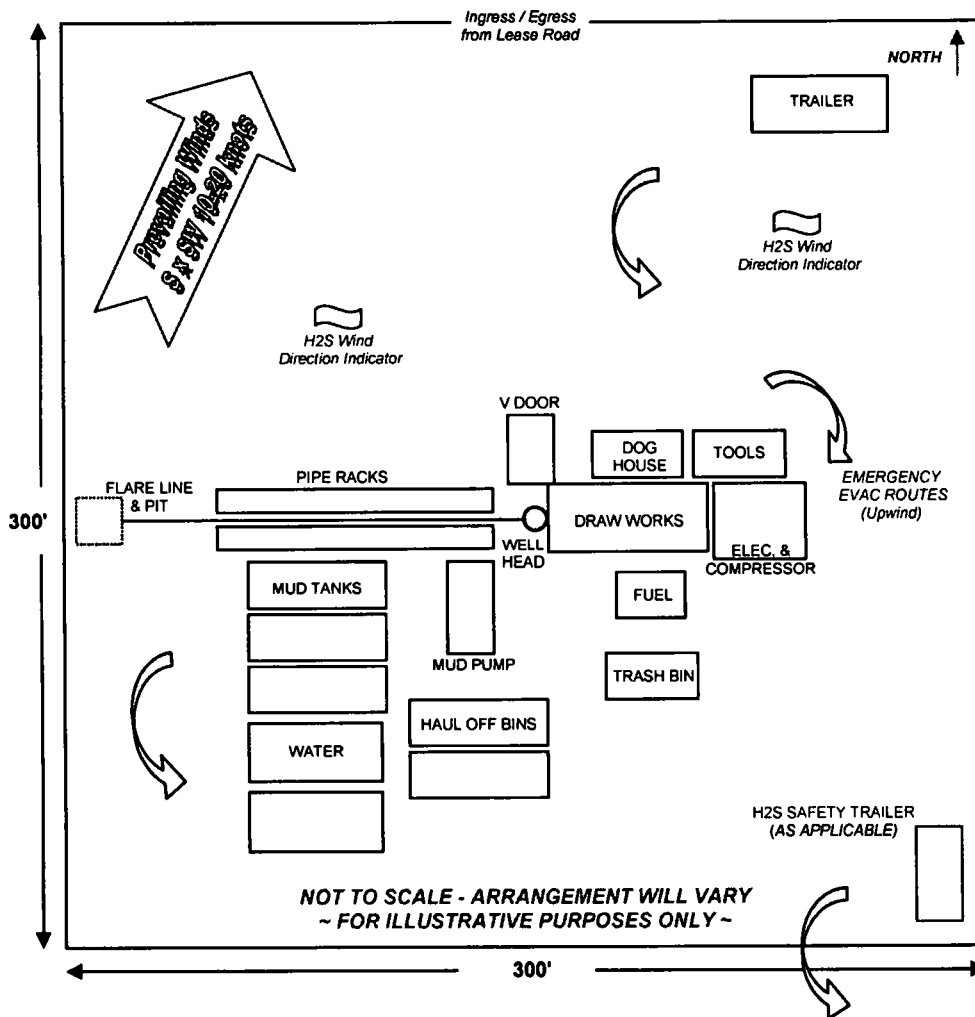 Ingress / Egress
from Lease Road
NORTH
TRAILER
Prevailing Winds
S x SW 10-20 knots
H2S Wind
Direction Indicator
H2S Wind
Direction Indicator
V DOOR
DOG
HOUSE
TOOLS
EMERGENCY
EVAC ROUTES
(Upwind)
FLARE LINE
& PIT
PIPE RACKS
300'
WELL
HEAD
DRAW WORKS
ELEC, &
COMPRESSOR
MUD TANKS
FUEL
MUD PUMP
TRASH BIN
HAUL OFF BINS
WATER
H2S SAFETY TRAILER
(AS APPLICABLE)
NOT TO SCALE - ARRANGEMENT WILL VARY
~ FOR ILLUSTRATIVE PURPOSES ONLY ~
300'